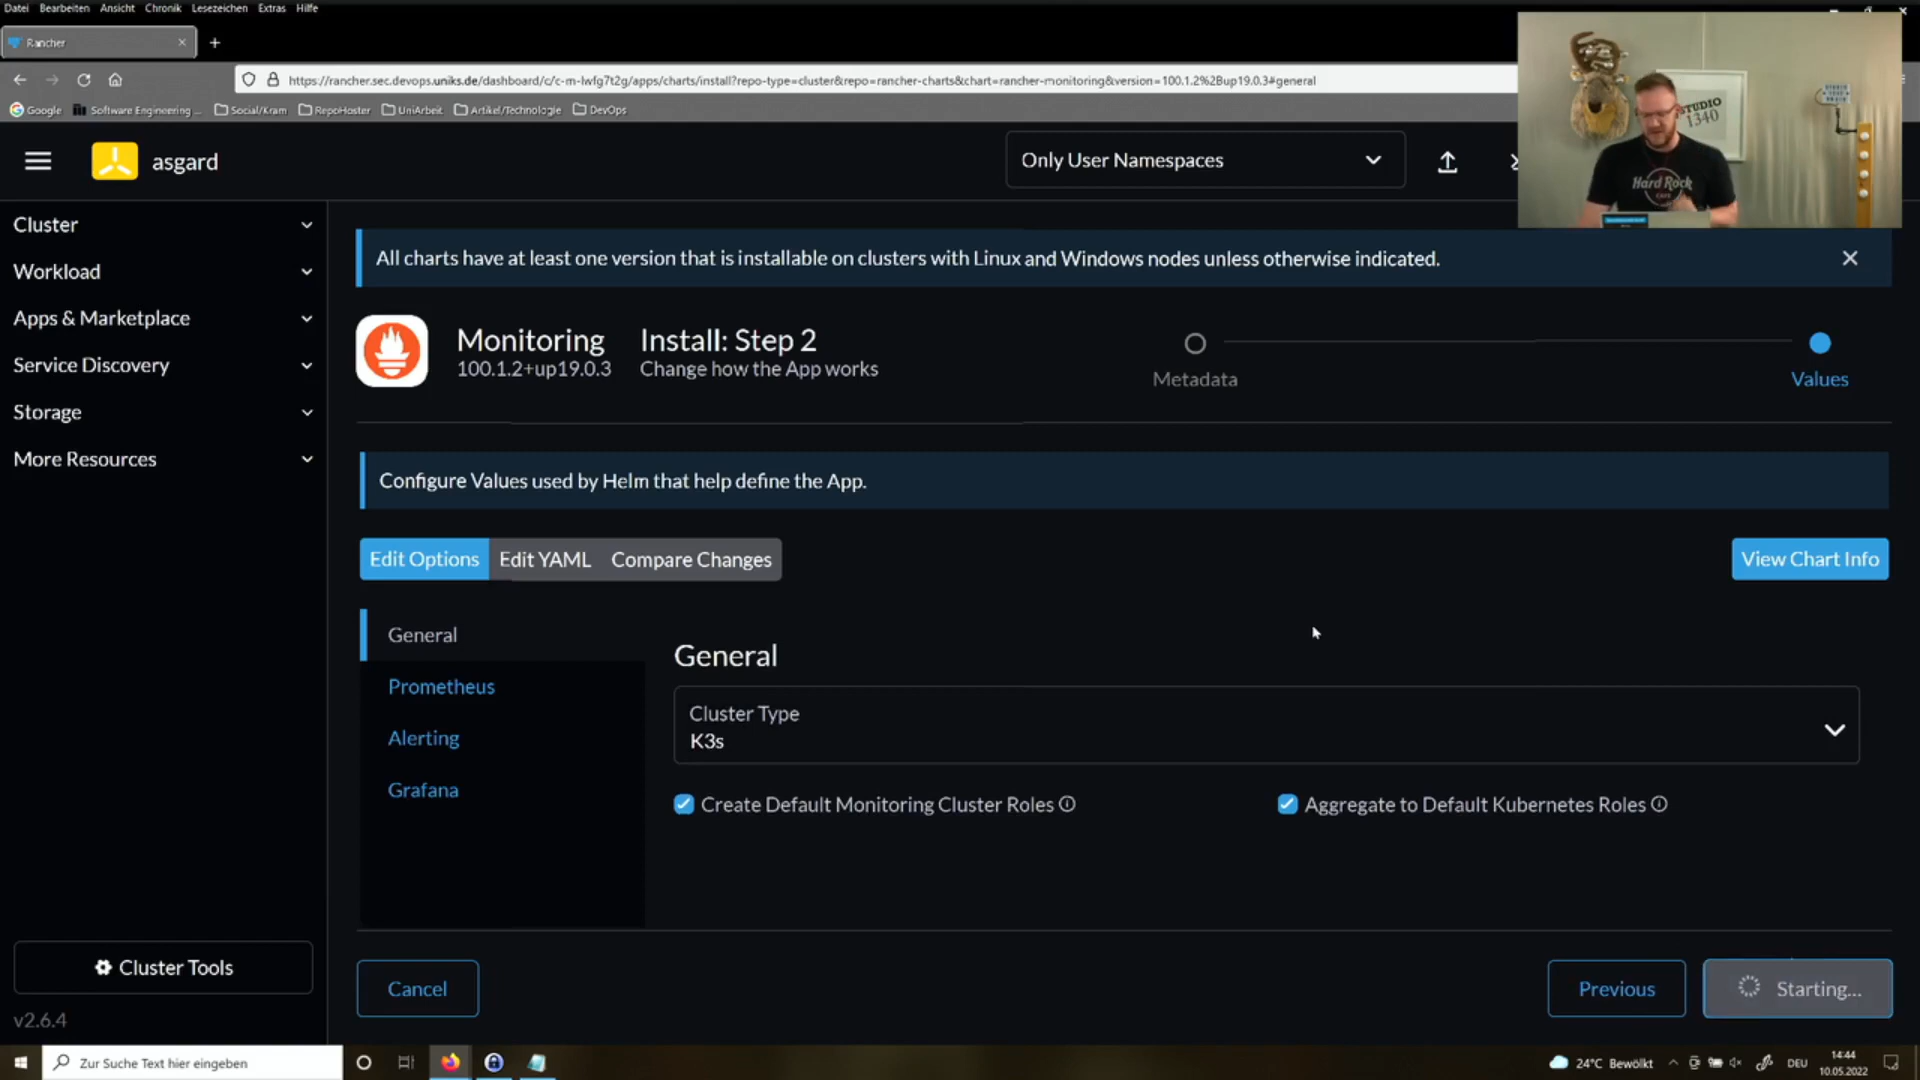 Datei Bearbeiten Ansicht Chronik Lesezeichen Extras Hilfe
Rancher
https://rancher.sec.devops.uniks.de/dashboard/c/c-m-lwfg7t2g/apps/charts/install?repo-type=cluster&repo=rancher-charts&chart=rancher-monitoring&version=100.1.2%2Bup19.0.3#general
Google Software Engineering ... Social/Kram RepoHoster UniArbeit Artikel/Technologie DevOps
STUDIO
1340
Hard Rock
CAFE
asgard
Only User Namespaces
Cluster
Workload
Apps & Marketplace
Service Discovery
Storage
More Resources
All charts have at least one version that is installable on clusters with Linux and Windows nodes unless otherwise indicated.
Monitoring
100.1.2+up19.0.3
Install: Step 2
Change how the App works
Metadata
Values
Configure Values used by Helm that help define the App.
Edit Options Edit YAML Compare Changes
View Chart Info
General
Prometheus
Alerting
Grafana
General
Cluster Type
K3s
Create Default Monitoring Cluster Roles
Aggregate to Default Kubernetes Roles
Cluster Tools
v2.6.4
Cancel
Previous
Starting...
Zur Suche Text hier eingeben
24°C Bewölkt
DEU
14:44
10.05.2022